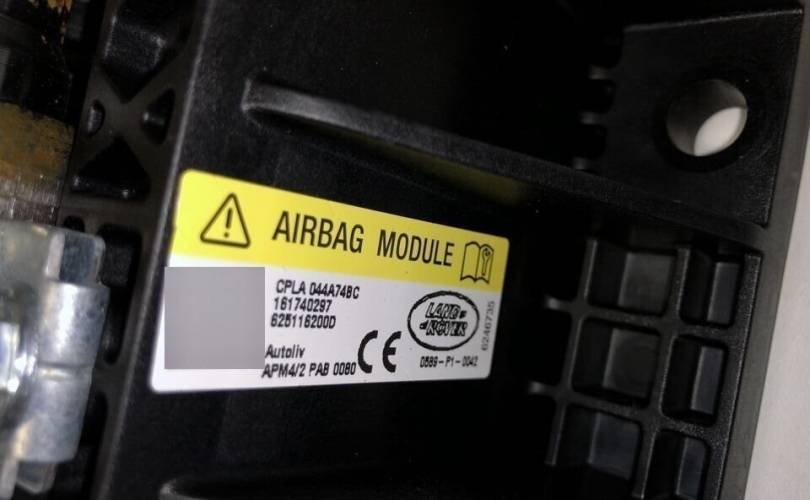 AIRBAG MODULE
CPLA 044A74BC
161740297
625116200D
LAND ROVER
Autoliv
APM4/2 PAB 0080
CE
0589-P1-0042
6246735